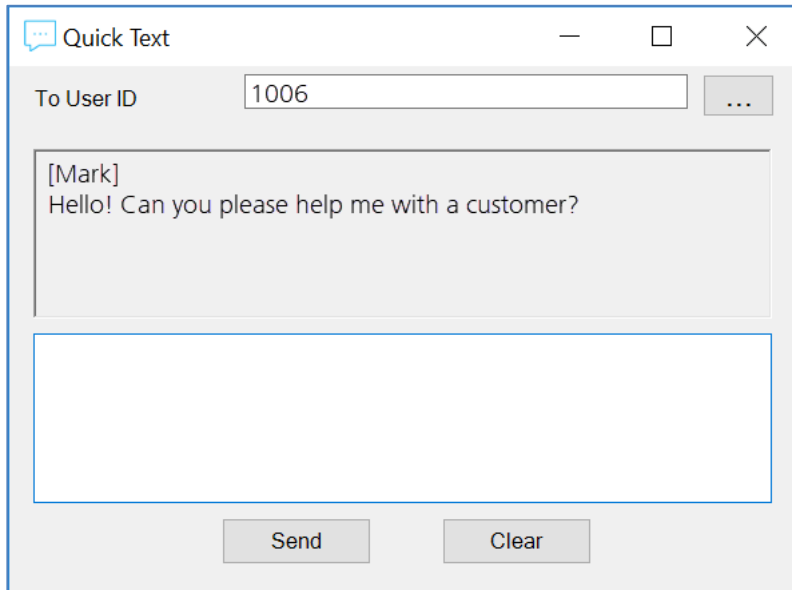 Quick Text
To User ID
1006
...
[Mark]
Hello! Can you please help me with a customer?
Send
Clear